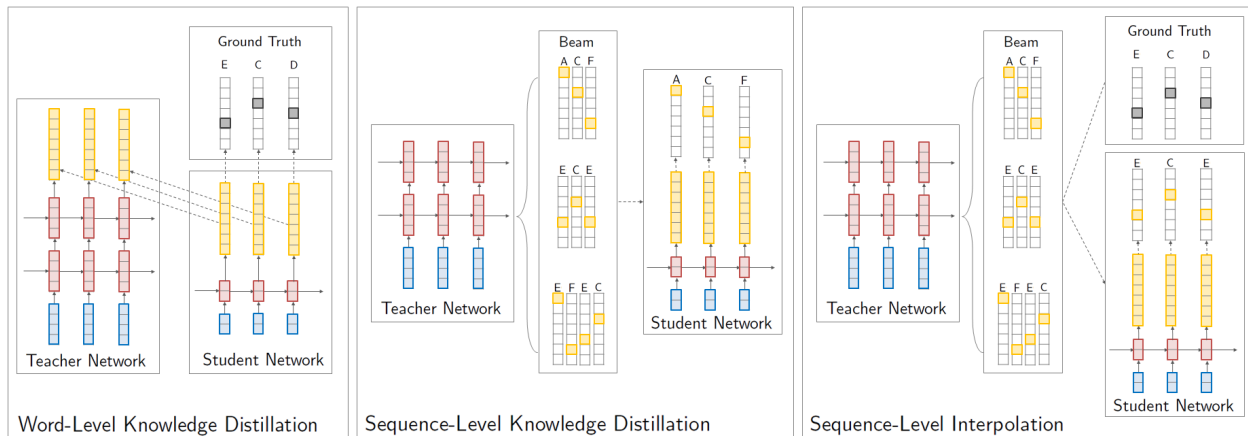 Ground Truth
E C D
Teacher Network
Student Network
Word-Level Knowledge Distillation
Beam
A C F
E C E
E F E C
Teacher Network
A C F
Student Network
Sequence-Level Knowledge Distillation
Beam
A C F
E C E
E F E C
Teacher Network
Ground Truth
E C D
E C E
Student Network
Sequence-Level Interpolation